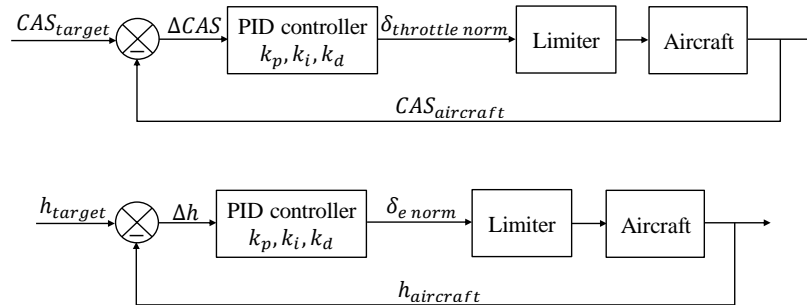 CAS_target
−
ΔCAS
PID controller
k_p, k_i, k_d
δ_throttle norm
Limiter
Aircraft
CAS_aircraft
h_target
−
Δh
PID controller
k_p, k_i, k_d
δ_e norm
Limiter
Aircraft
h_aircraft